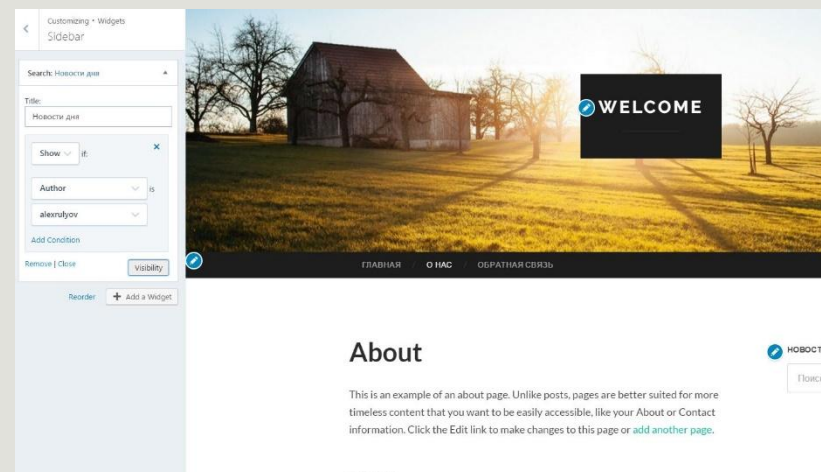 Customizing • Widgets
Sidebar
Search: Новости дня
Title:
Новости дня
Show if:
Author is
alexrulyov
Add Condition
Remove | Close
Visibility
Reorder
Add a Widget
WELCOME
ГЛАВНАЯ / О НАС / ОБРАТНАЯ СВЯЗЬ
About
This is an example of an about page. Unlike posts, pages are better suited for more
timeless content that you want to be easily accessible, like your About or Contact
information. Click the Edit link to make changes to this page or add another page.
НОВОСТ
Поис